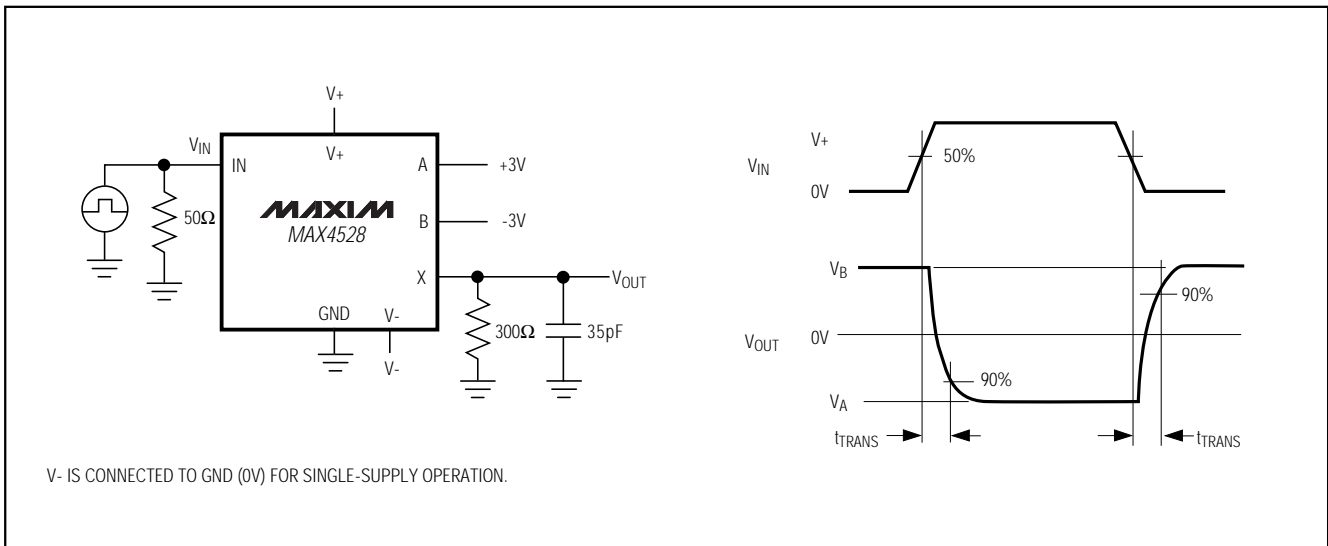 V+
V+
VIN
IN
50Ω
MAXIM
MAX4528
A
+3V
B
-3V
X
VOUT
GND
V-
V-
300Ω
35pF
V- IS CONNECTED TO GND (0V) FOR SINGLE-SUPPLY OPERATION.
V+
VIN
50%
0V
VB
90%
VOUT
0V
90%
VA
tTRANS
tTRANS